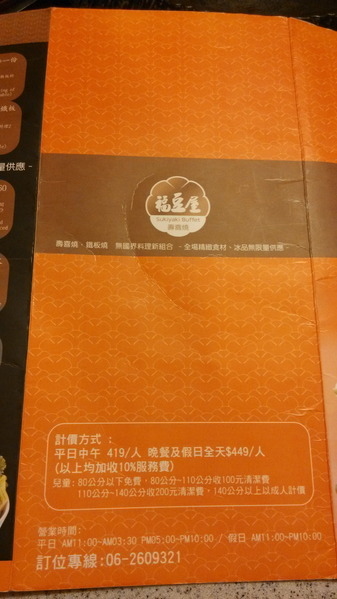 量供應 -
福豆屋
Sukiyaki Buffet
壽喜燒
壽喜燒、鐵板燒 無國界料理新組合 - 全場精緻食材、冰品無限量供應 -
計價方式 :
平日中午 419/人 晚餐及假日全天$449/人
(以上均加收10%服務費)
兒童: 80公分以下免費, 80公分~110公分收100元清潔費
110公分~140公分收200元清潔費, 140公分以上以成人計價
營業時間:
平日 AM11:00-AM03:30 PM05:00-PM10:00 / 假日 AM11:00-PM10:00
訂位專線:06-2609321